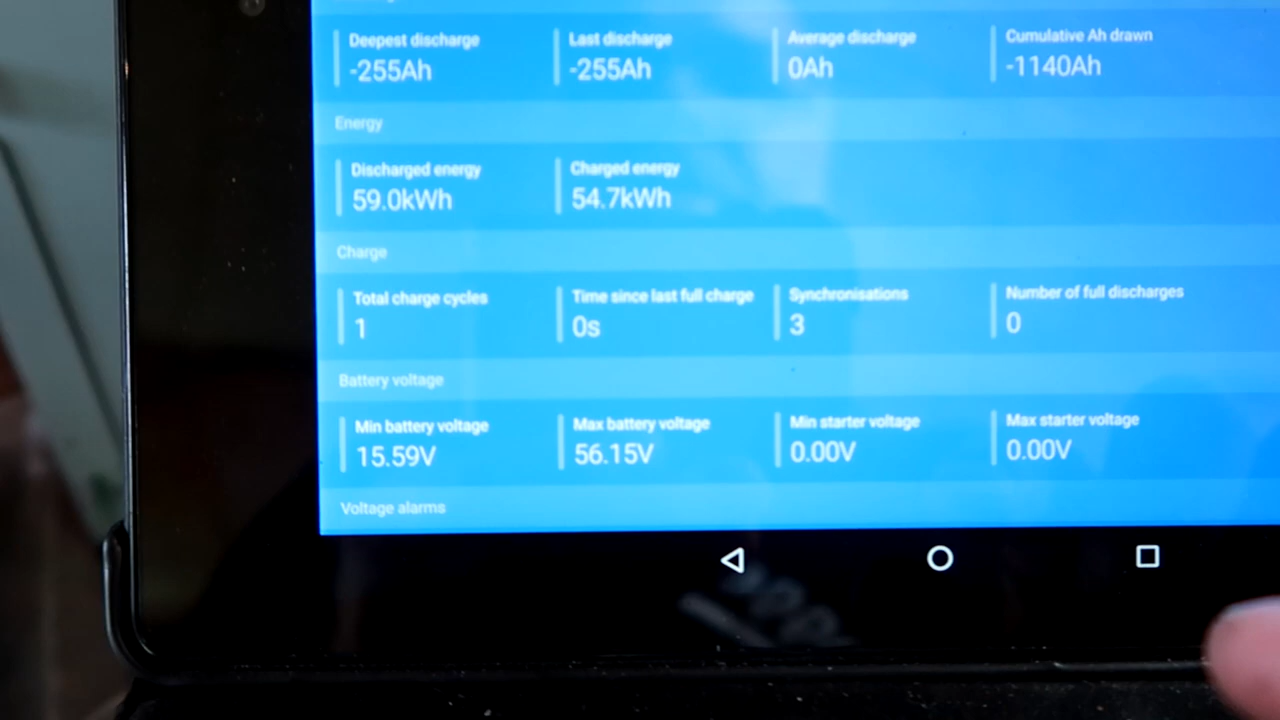 Deepest discharge Last discharge Average discharge Cumulative Ah drawn
-255Ah -255Ah 0Ah -1140Ah
Energy
Discharged energy Charged energy
59.0kWh 54.7kWh
Charge
Total charge cycles Time since last full charge Synchronisations Number of full discharges
1 0s 3 0
Battery voltage
Min battery voltage Max battery voltage Min starter voltage Max starter voltage
15.59V 56.15V 0.00V 0.00V
Voltage alarms